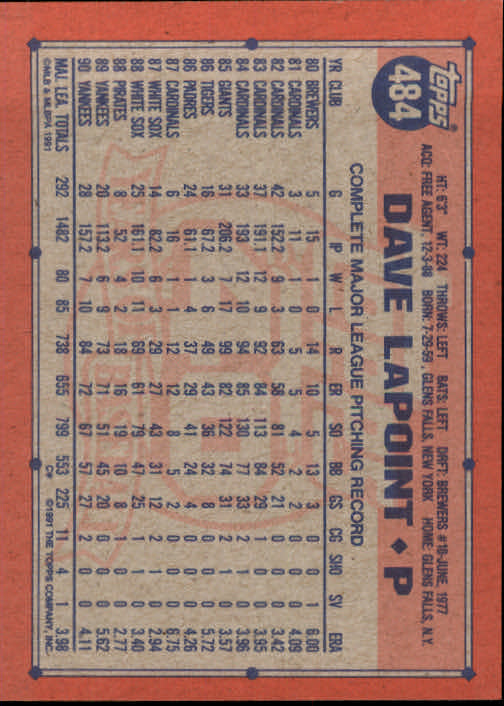 TOPPS®
484
HT: 6'3" WT: 224 THROWS: LEFT BATS: LEFT DRFT: BREWERS #10-JUNE, 1977
ACQ: FREE AGENT, 12-3-88 BORN: 7-29-59, GLENS FALLS, NEW YORK HOME: GLENS FALLS, N.Y.
DAVE LAPOINT ♦ P
COMPLETE MAJOR LEAGUE PITCHING RECORD
YR CLUB G IP W L R ER SO BB GS CG SHO SV ERA
80 BREWERS 5 15 1 0 14 10 5 13 3 0 0 1 6.00
81 CARDINALS 3 11 1 0 5 5 4 2 2 0 0 0 4.09
82 CARDINALS 42 152.2 9 3 63 58 81 52 21 0 0 0 3.42
83 CARDINALS 37 191.1 12 9 92 84 113 84 29 1 0 0 3.95
84 CARDINALS 33 193 12 10 94 85 130 77 33 2 1 0 3.96
85 GIANTS 31 206.2 7 17 99 82 122 74 31 2 1 0 3.57
86 TIGERS 16 67.2 3 6 49 43 36 32 8 0 0 0 5.72
86 PADRES 24 61.1 1 4 37 29 41 24 4 0 0 0 4.26
87 CARDINALS 6 16 1 1 12 12 8 5 2 0 0 0 6.75
87 WHITE SOX 14 82.2 6 3 29 27 43 31 12 2 1 0 2.94
88 WHITE SOX 25 161.1 10 11 69 61 79 47 25 1 1 0 3.40
88 PIRATES 8 52 4 2 18 16 19 10 8 1 0 0 2.77
89 YANKEES 20 113.2 6 9 73 71 51 45 20 0 0 0 5.62
90 YANKEES 28 157.2 7 10 84 72 67 57 27 2 0 0 4.11
MAJ. LEA. TOTALS 292 1482 80 85 738 655 799 553 225 11 4 1 3.98
©MLB & MLBPA 1991 C* ©1991 THE TOPPS COMPANY, INC.